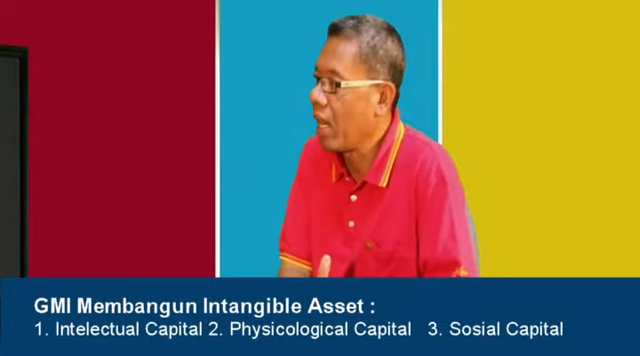 GMI Membangun Intangible Asset :
1. Intelectual Capital 2. Physicological Capital 3. Sosial Capital